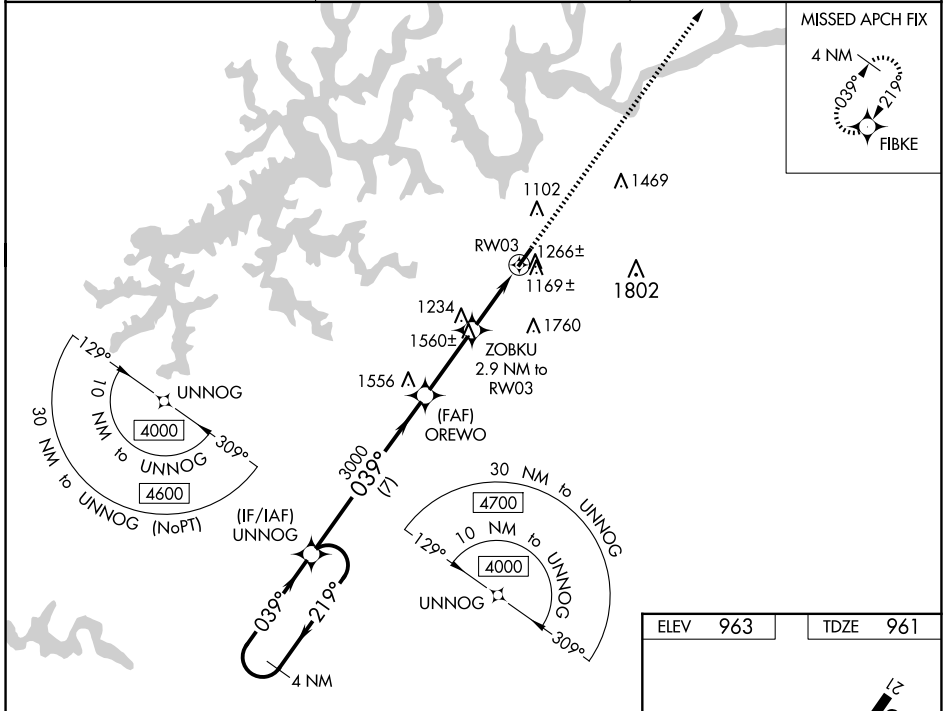 MISSED APCH FIX
4 NM
039°
219°
FIBKE
1469
1102
RW03
1266±
1169±
1802
1234
1560±
1760
ZOBKU
2.9 NM to
RW03
1556
(FAF)
OREWO
129°
UNNOG
10 NM to UNNOG
4000
309°
30 NM to UNNOG (NoPT)
4600
3000
039°
(7)
(IF/IAF)
UNNOG
039°
219°
4 NM
30 NM to UNNOG
4700
129°
10 NM to UNNOG
4000
UNNOG
309°
ELEV 963
TDZE 961
21